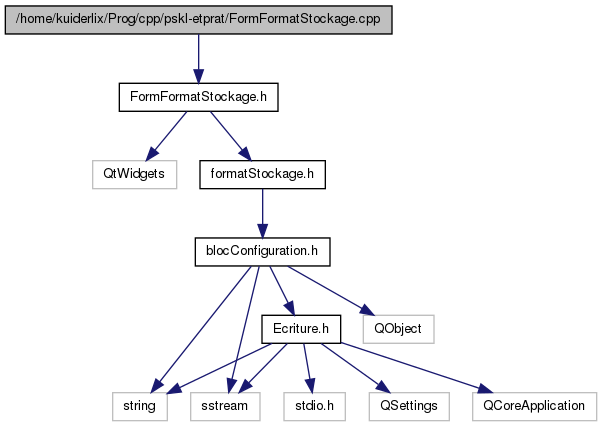 /home/kuiderlix/Prog/cpp/pskl-etprat/FormFormatStockage.cpp
FormFormatStockage.h
QtWidgets
formatStockage.h
blocConfiguration.h
Ecriture.h
QObject
string
sstream
stdio.h
QSettings
QCoreApplication